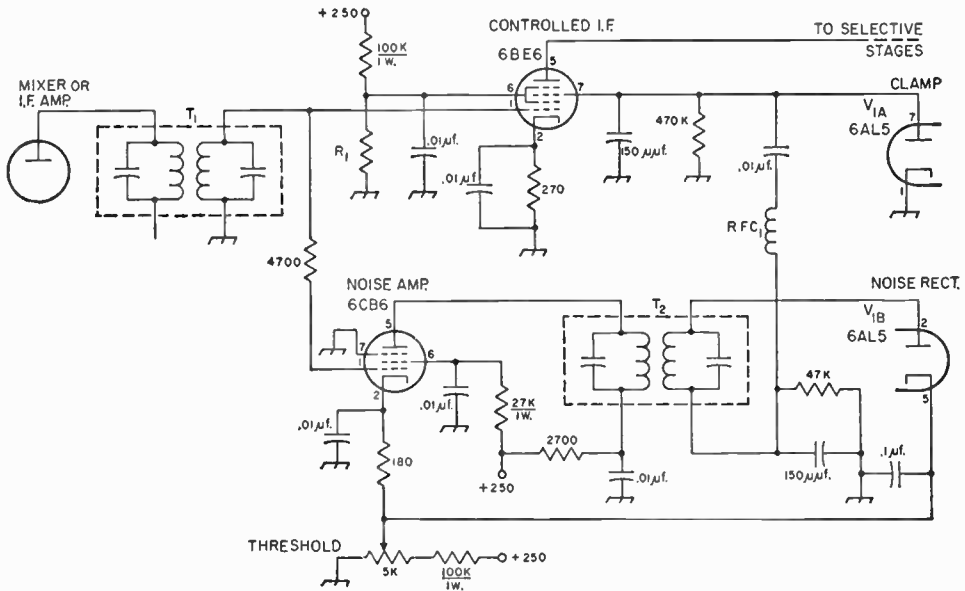 +250
100K
1W.
CONTROLLED I.F.
6BE6
TO SELECTIVE
STAGES
MIXER OR
I.F. AMP.
T1
5
6
1
7
2
CLAMP
V1A
6AL5
7
1
R1
.01µf.
.01µf.
270
150µµf.
470K
.01µf.
RFC1
4700
NOISE AMP.
6CB6
5
7
1
6
2
T2
NOISE RECT.
V1B
6AL5
2
5
.01µf.
.01µf.
27K
1W.
47K
180
2700
+250
.01µf.
150µµf.
.1µf.
THRESHOLD
5K
100K
1W.
+250